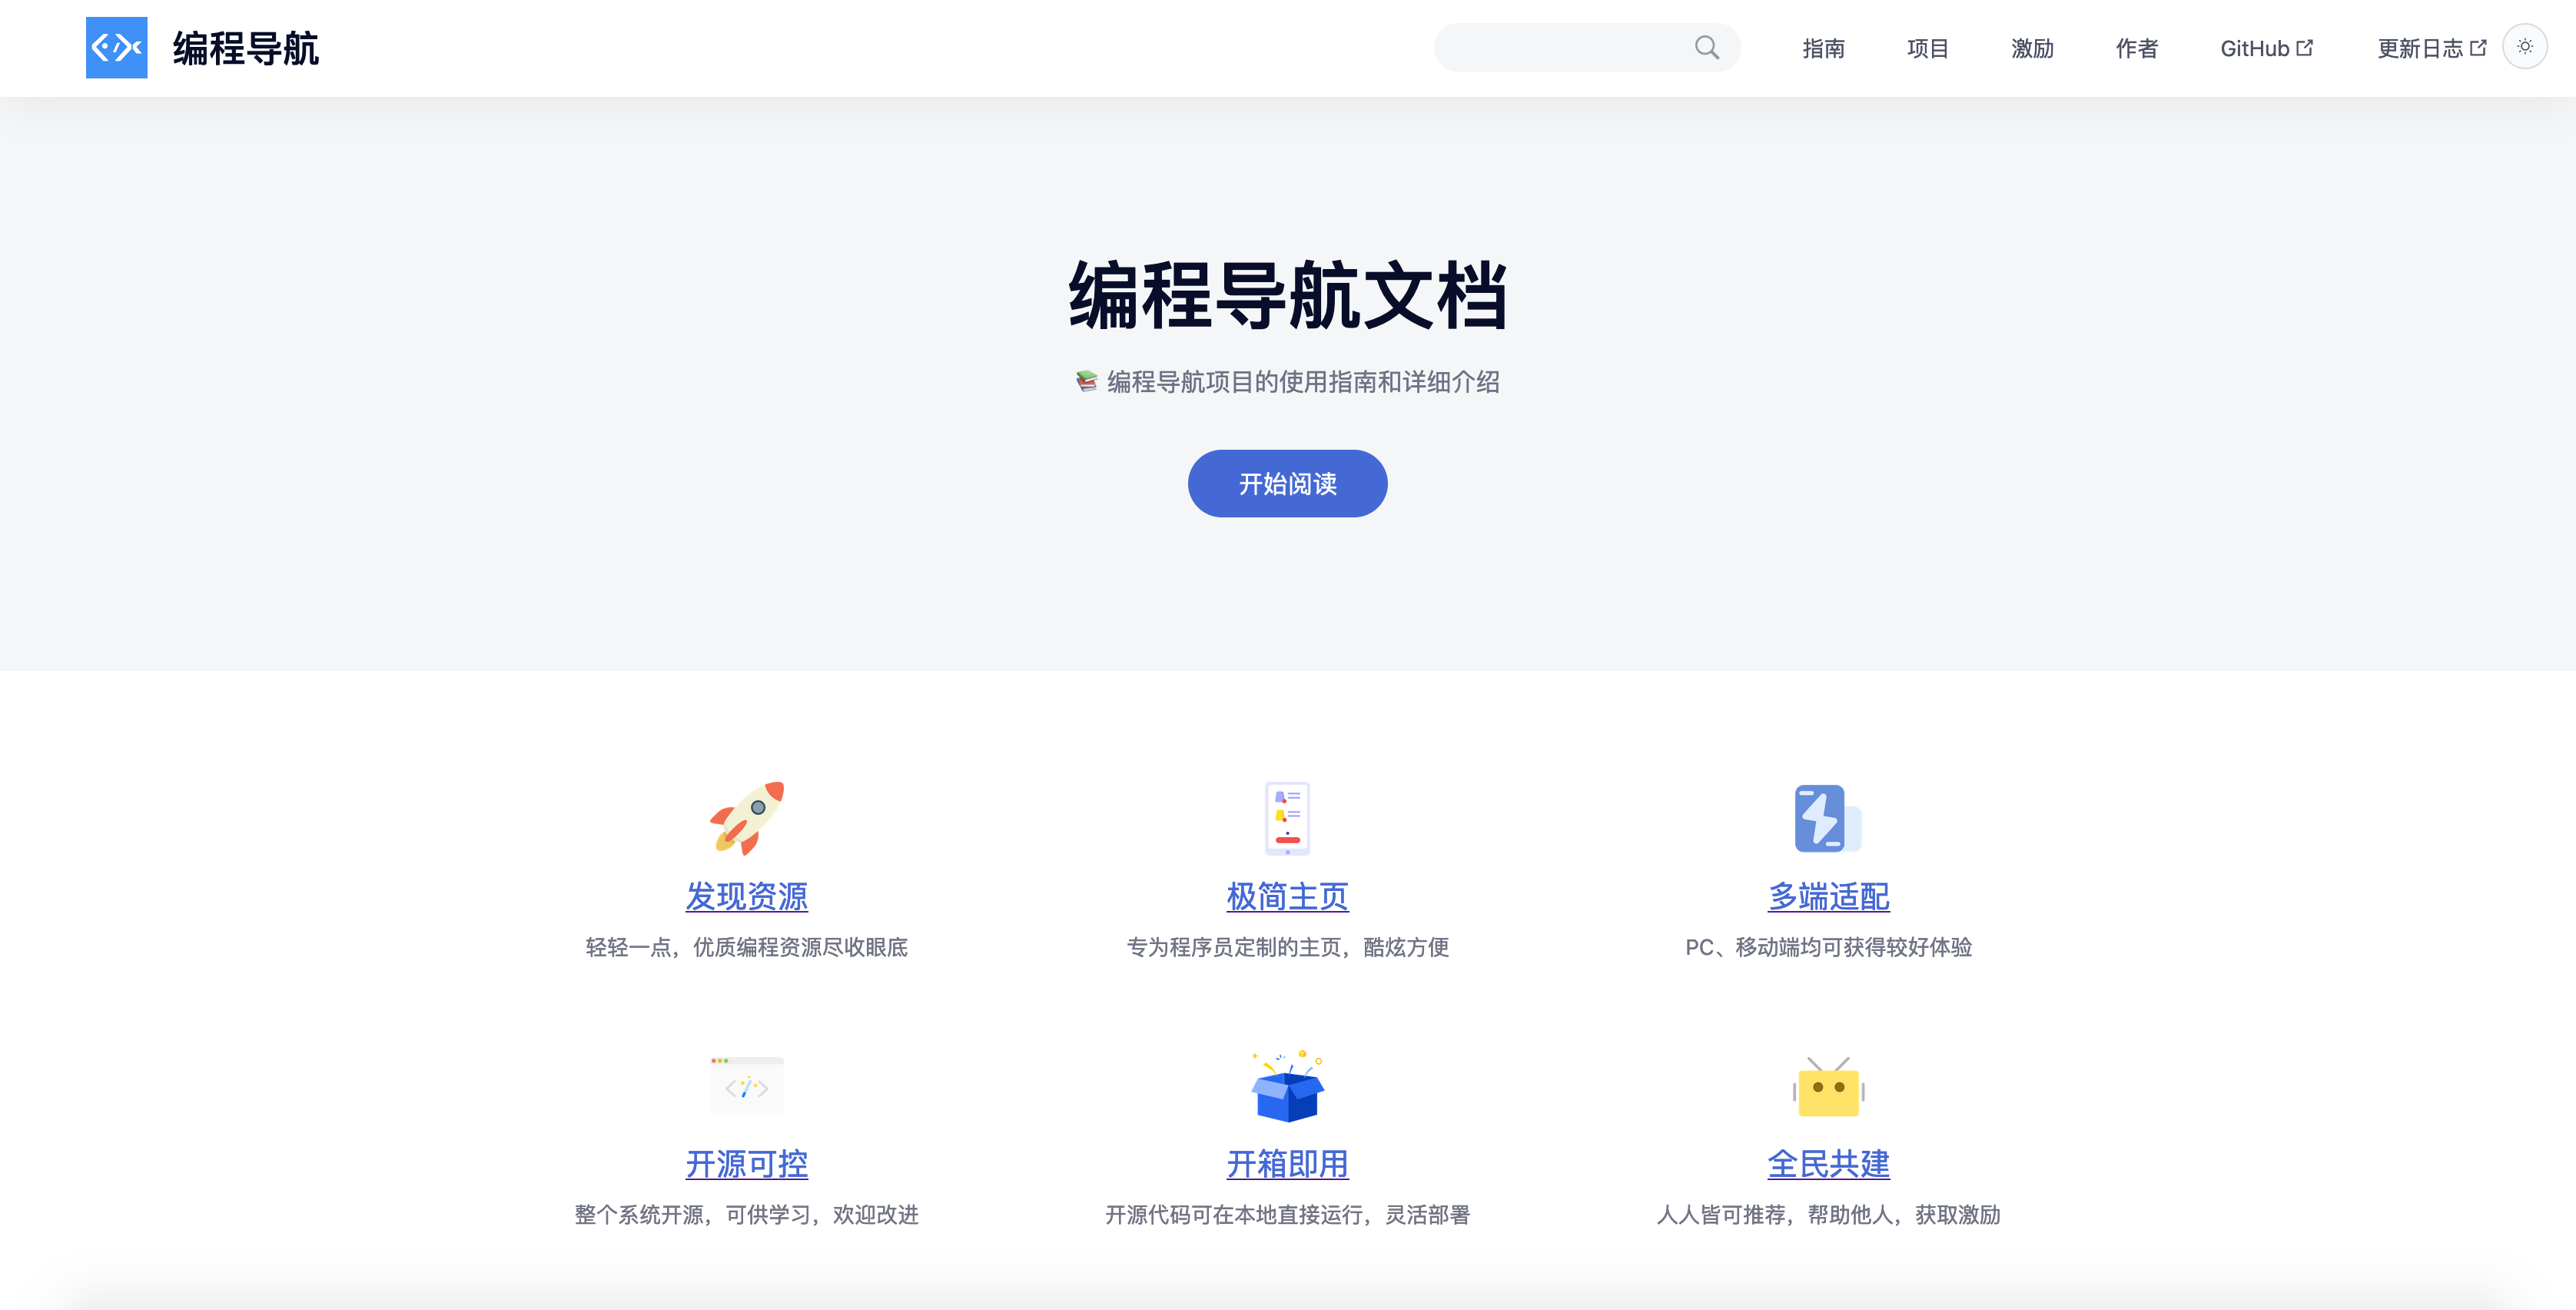 编程导航
指南 项目 激励 作者 GitHub 更新日志
编程导航文档
📚 编程导航项目的使用指南和详细介绍
开始阅读
发现资源 极简主页 多端适配
轻轻一点，优质编程资源尽收眼底 专为程序员定制的主页，酷炫方便 PC、移动端均可获得较好体验
开源可控 开箱即用 全民共建
整个系统开源，可供学习，欢迎改进 开源代码可在本地直接运行，灵活部署 人人皆可推荐，帮助他人，获取激励